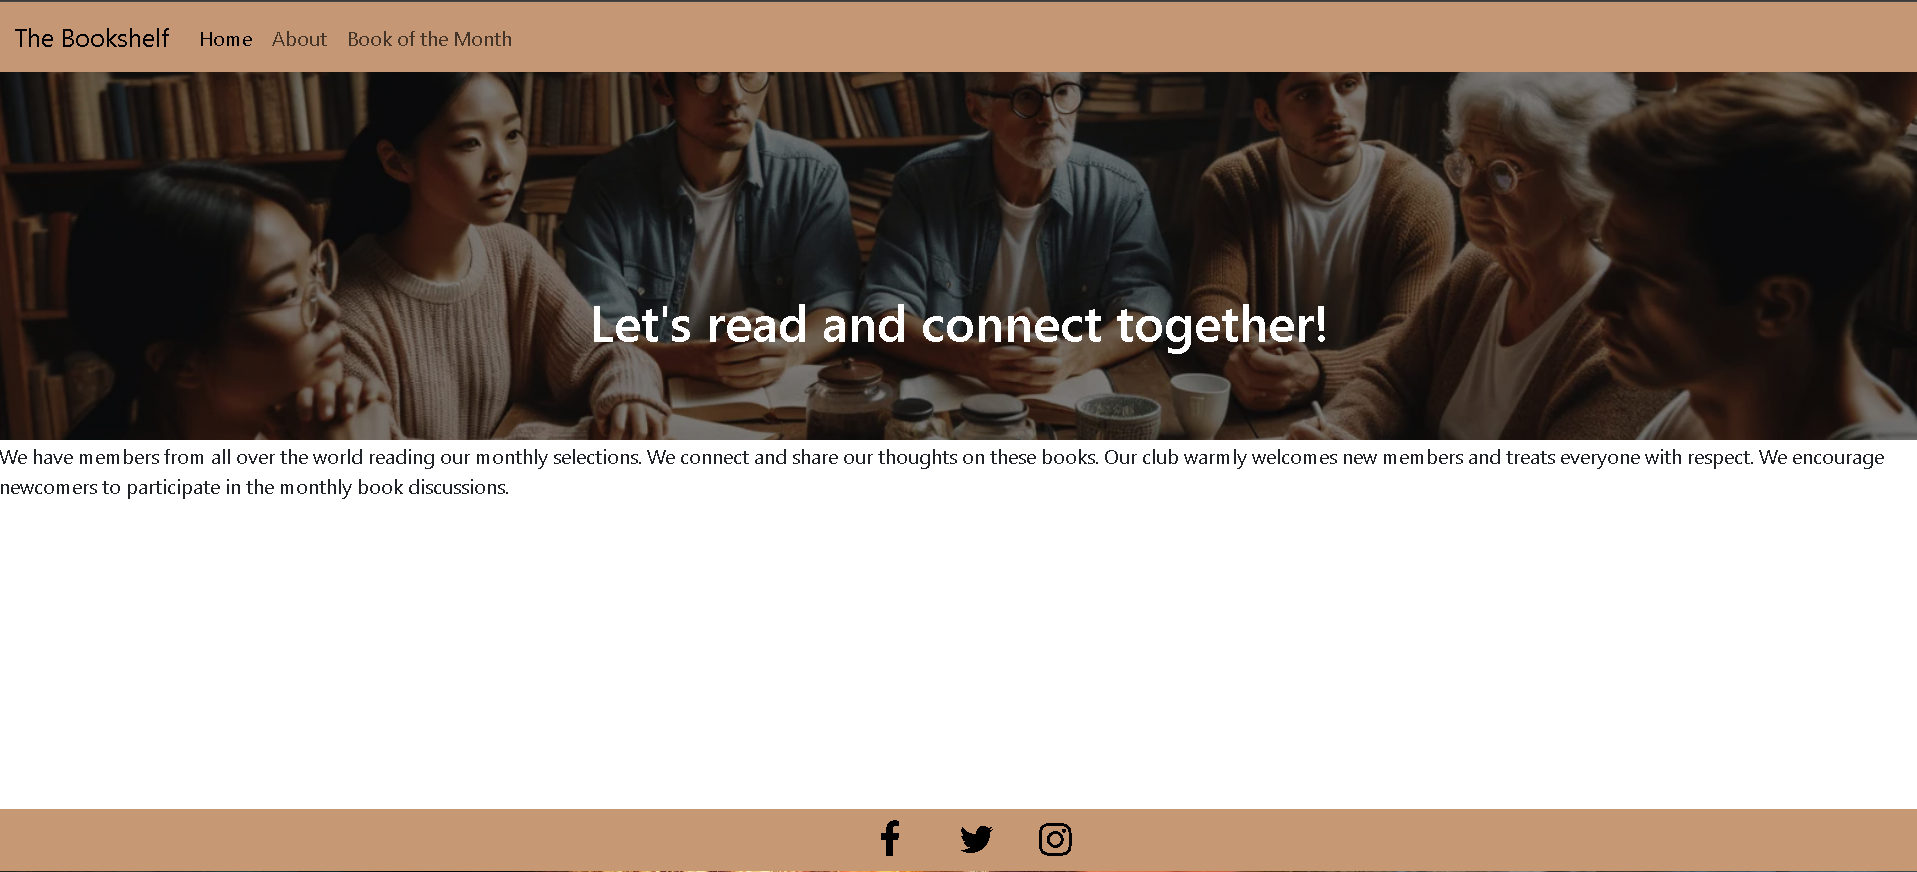 The Bookshelf Home About Book of the Month
Let's read and connect together!
We have members from all over the world reading our monthly selections. We connect and share our thoughts on these books. Our club warmly welcomes new members and treats everyone with respect. We encourage
newcomers to participate in the monthly book discussions.